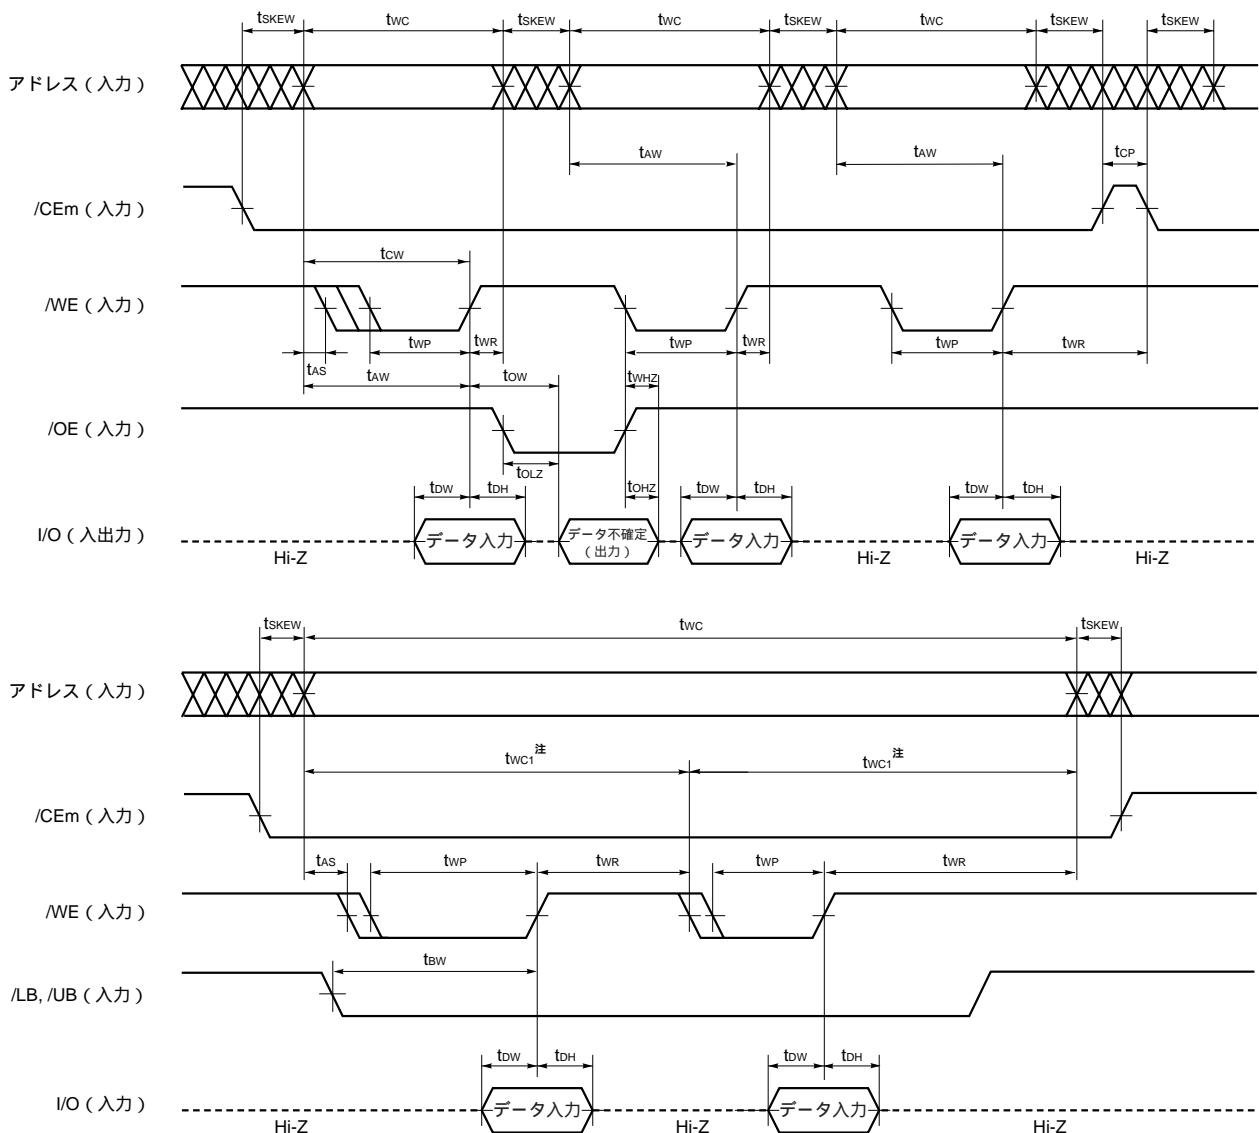 tSKEW tWC tSKEW tWC tSKEW tWC tSKEW tSKEW
アドレス（入力）
tAW tAW tCP
/CEm（入力）
tCW
/WE（入力）
tWP tWR tWP tWR tWP tWR
tAS tAW tOW tWHZ
/OE（入力）
tOLZ tOHZ
tDW tDH tDW tDH tDW tDH
I/O（入出力） データ入力 データ不確定 データ入力 データ入力
（出力）
Hi-Z Hi-Z Hi-Z
tSKEW tWC tSKEW
アドレス（入力）
tWC1注 tWC1注
/CEm（入力）
tAS tWP tWR tWP tWR
/WE（入力）
tBW
/LB, /UB（入力）
tDW tDH tDW tDH
I/O（入力） データ入力 データ入力
Hi-Z Hi-Z Hi-Z